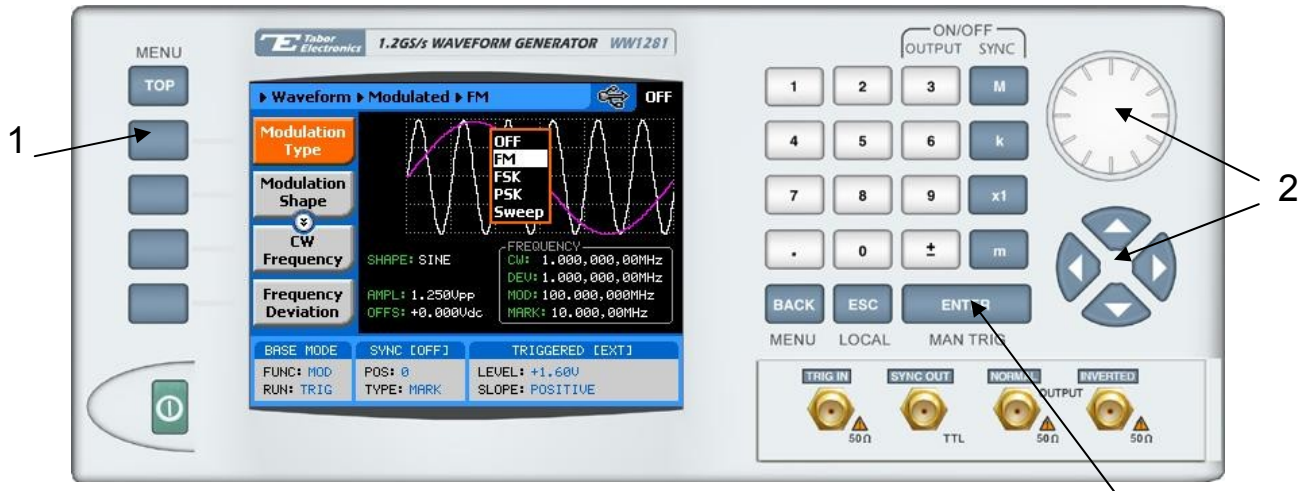 MENU
TOP
1
Tabor Electronics 1.2GS/s WAVEFORM GENERATOR WW1281
Waveform Modulated FM OFF
Modulation
Type
Modulation
Shape
CW
Frequency
Frequency
Deviation
OFF
FM
FSK
PSK
Sweep
SHAPE: SINE
AMPL: 1.250Vpp
OFFS: +0.000Vdc
FREQUENCY
CW: 1.000,000,00MHz
DEV: 1.000,000,00MHz
MOD: 100.000,000MHz
MARK: 10.000,00MHz
BASE MODE
FUNC: MOD
RUN: TRIG
SYNC [OFF]
POS: 0
TYPE: MARK
TRIGGERED [EXT]
LEVEL: +1.60V
SLOPE: POSITIVE
ON/OFF
OUTPUT SYNC
1 2 3 M
4 5 6 k
7 8 9 x1
. 0 ± m
BACK ESC ENTER
MENU LOCAL MAN TRIG
2
TRIG IN SYNC OUT NORMAL INVERTED
OUTPUT
50Ω TTL 50Ω 50Ω